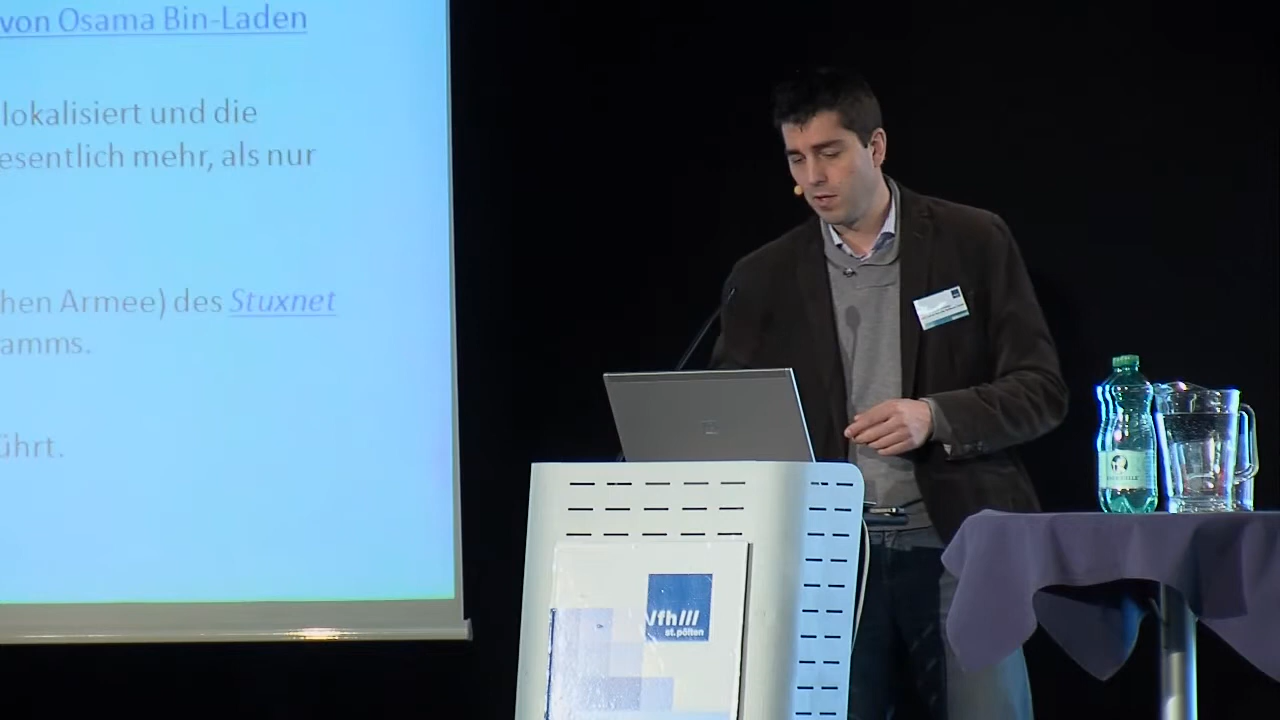 von Osama Bin-Laden
lokalisiert und die
esentlich mehr, als nur
chen Armee) des Stuxnet
amms.
ührt.
/fh///
st.pölten